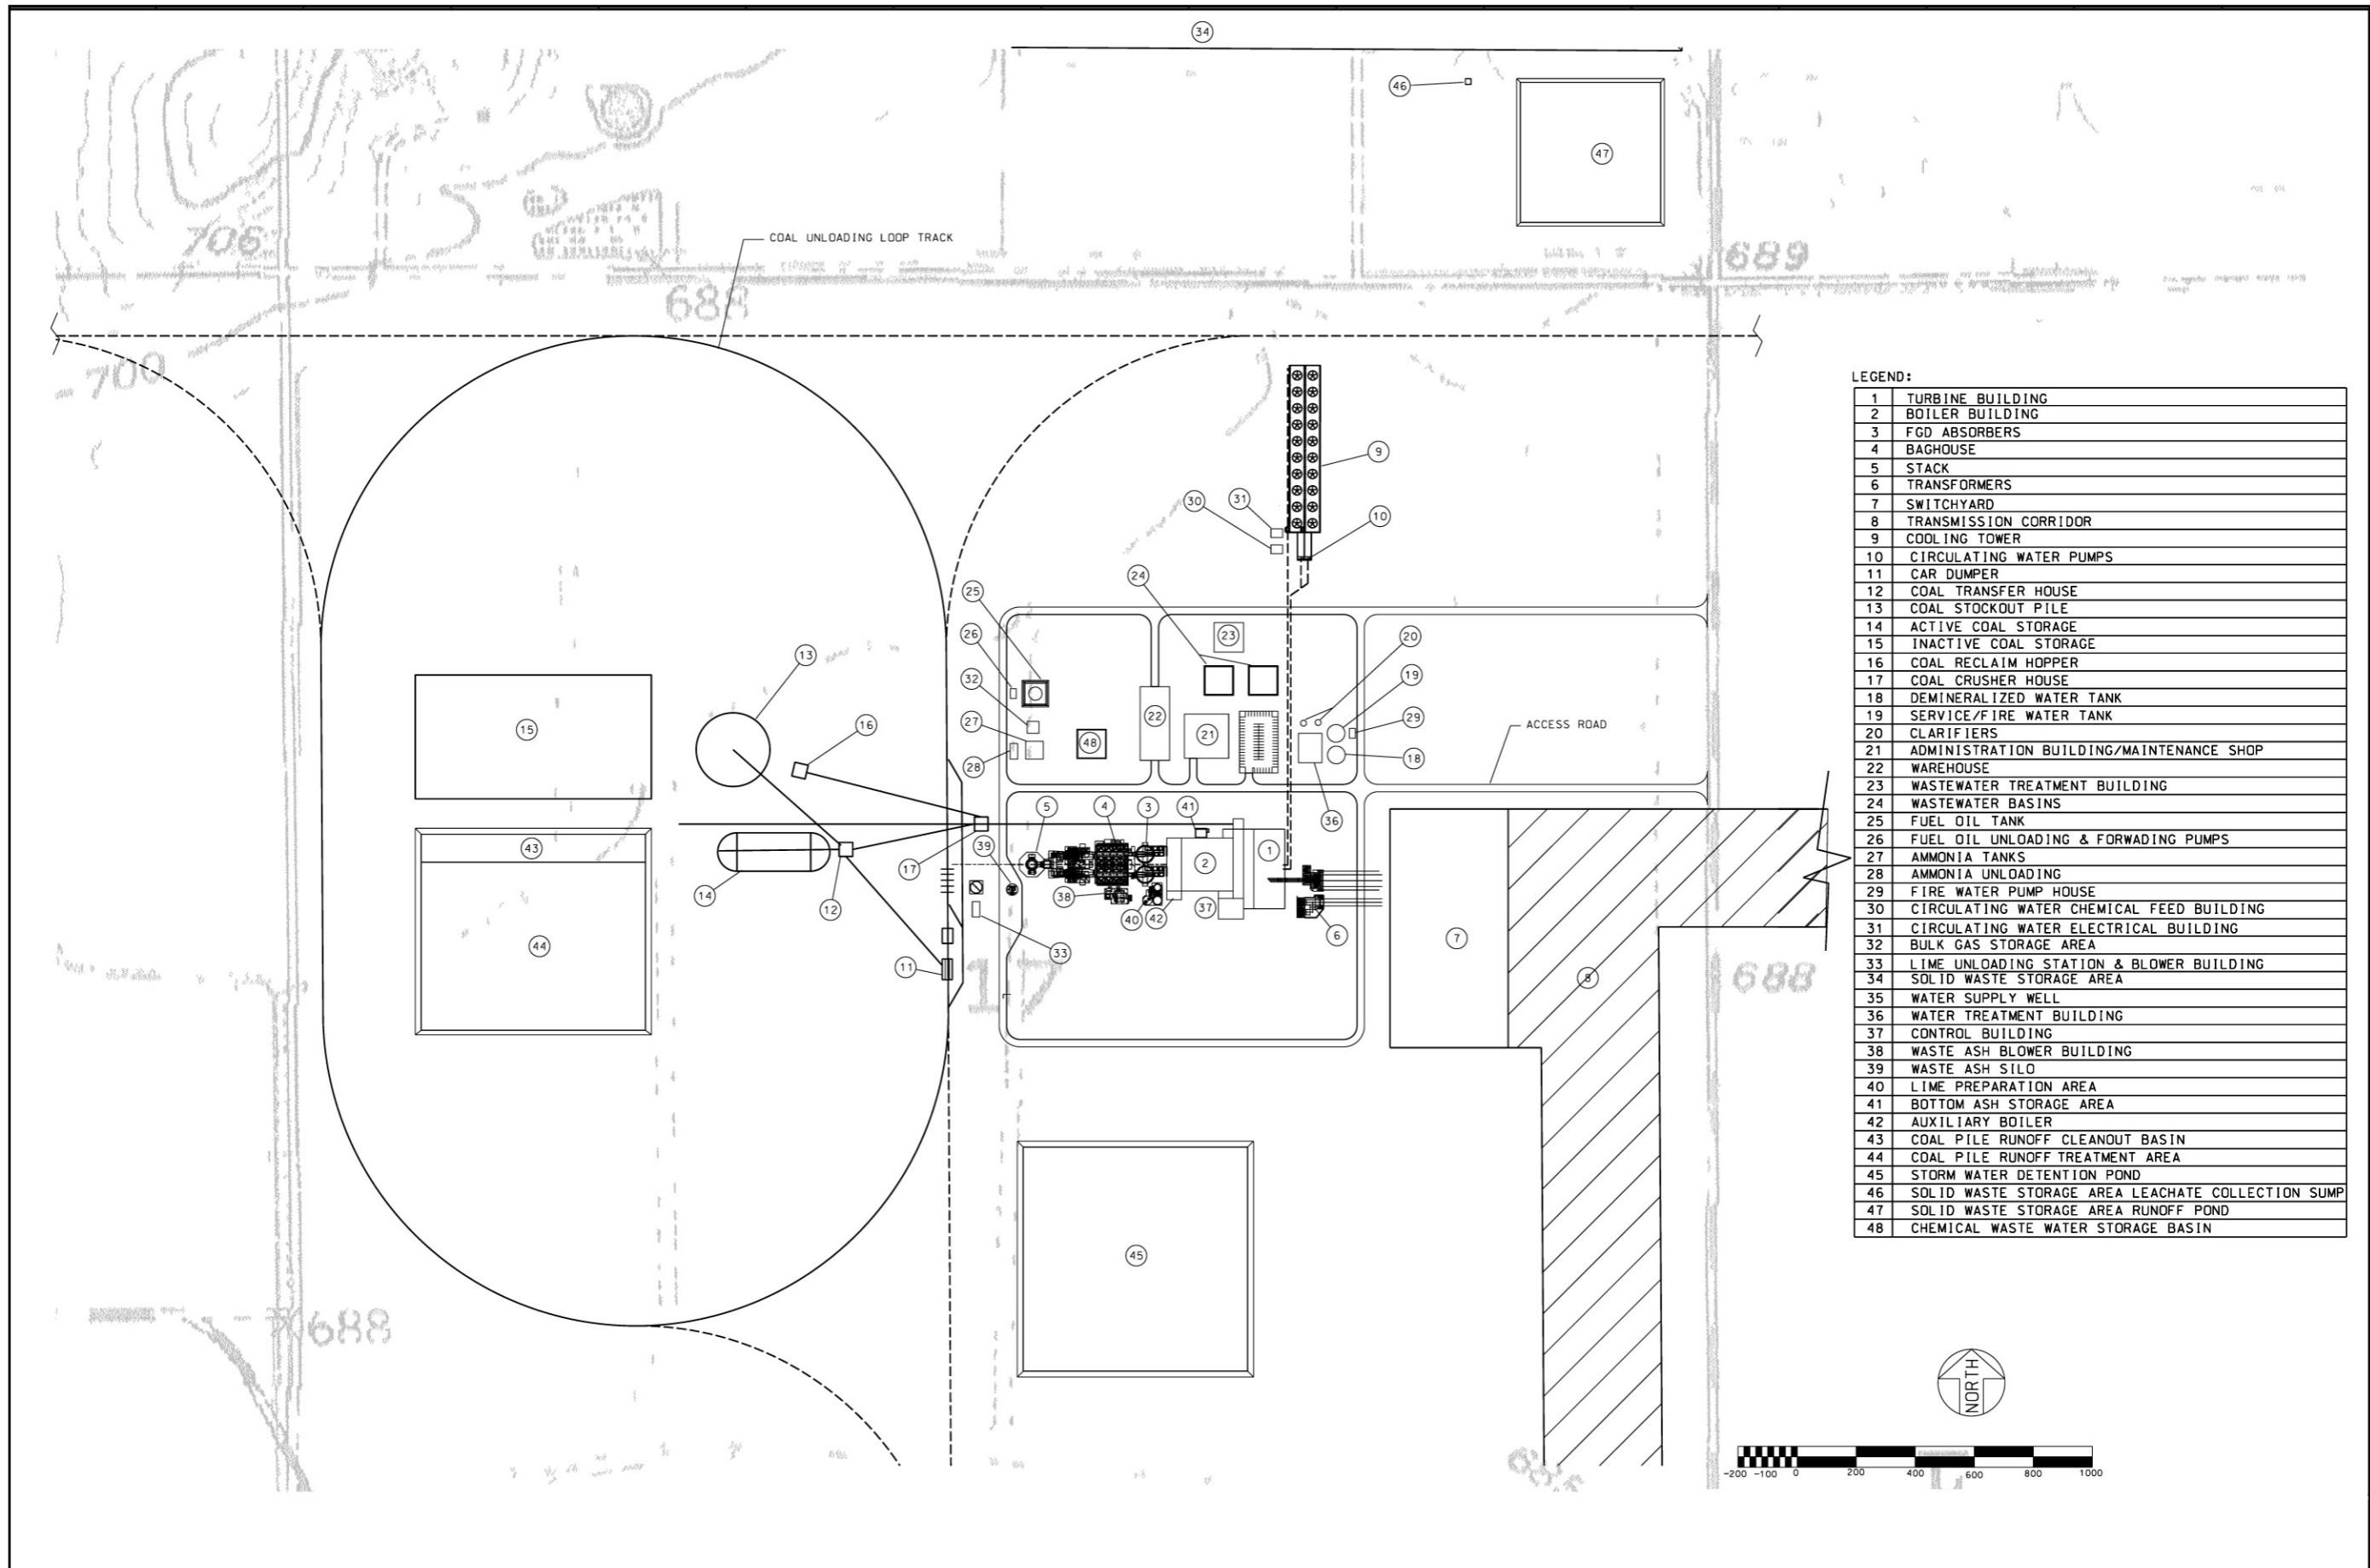 34
46
47
706
COAL UNLOADING LOOP TRACK
689
688
700
9
31
30
10
24
25
26
23
20
13
32
19
22
29
15
16
27
21
ACCESS ROAD
48
28
18
5
4
3
41
36
43
39
1
2
17
14
38
12
40
42
37
6
7
44
33
11
17
8
688
45
688
LEGEND:
1 TURBINE BUILDING
2 BOILER BUILDING
3 FGD ABSORBERS
4 BAGHOUSE
5 STACK
6 TRANSFORMERS
7 SWITCHYARD
8 TRANSMISSION CORRIDOR
9 COOLING TOWER
10 CIRCULATING WATER PUMPS
11 CAR DUMPER
12 COAL TRANSFER HOUSE
13 COAL STOCKOUT PILE
14 ACTIVE COAL STORAGE
15 INACTIVE COAL STORAGE
16 COAL RECLAIM HOPPER
17 COAL CRUSHER HOUSE
18 DEMINERALIZED WATER TANK
19 SERVICE/FIRE WATER TANK
20 CLARIFIERS
21 ADMINISTRATION BUILDING/MAINTENANCE SHOP
22 WAREHOUSE
23 WASTEWATER TREATMENT BUILDING
24 WASTEWATER BASINS
25 FUEL OIL TANK
26 FUEL OIL UNLOADING & FORWADING PUMPS
27 AMMONIA TANKS
28 AMMONIA UNLOADING
29 FIRE WATER PUMP HOUSE
30 CIRCULATING WATER CHEMICAL FEED BUILDING
31 CIRCULATING WATER ELECTRICAL BUILDING
32 BULK GAS STORAGE AREA
33 LIME UNLOADING STATION & BLOWER BUILDING
34 SOLID WASTE STORAGE AREA
35 WATER SUPPLY WELL
36 WATER TREATMENT BUILDING
37 CONTROL BUILDING
38 WASTE ASH BLOWER BUILDING
39 WASTE ASH SILO
40 LIME PREPARATION AREA
41 BOTTOM ASH STORAGE AREA
42 AUXILIARY BOILER
43 COAL PILE RUNOFF CLEANOUT BASIN
44 COAL PILE RUNOFF TREATMENT AREA
45 STORM WATER DETENTION POND
46 SOLID WASTE STORAGE AREA LEACHATE COLLECTION SUMP
47 SOLID WASTE STORAGE AREA RUNOFF POND
48 CHEMICAL WASTE WATER STORAGE BASIN
NORTH
-200 -100 0 200 400 600 800 1000